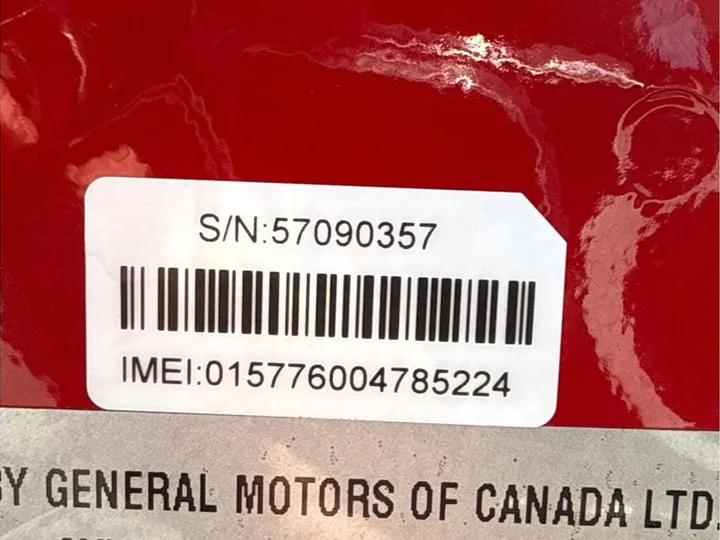 S/N:57090357
IMEI:015776004785224
BY GENERAL MOTORS OF CANADA LTD.